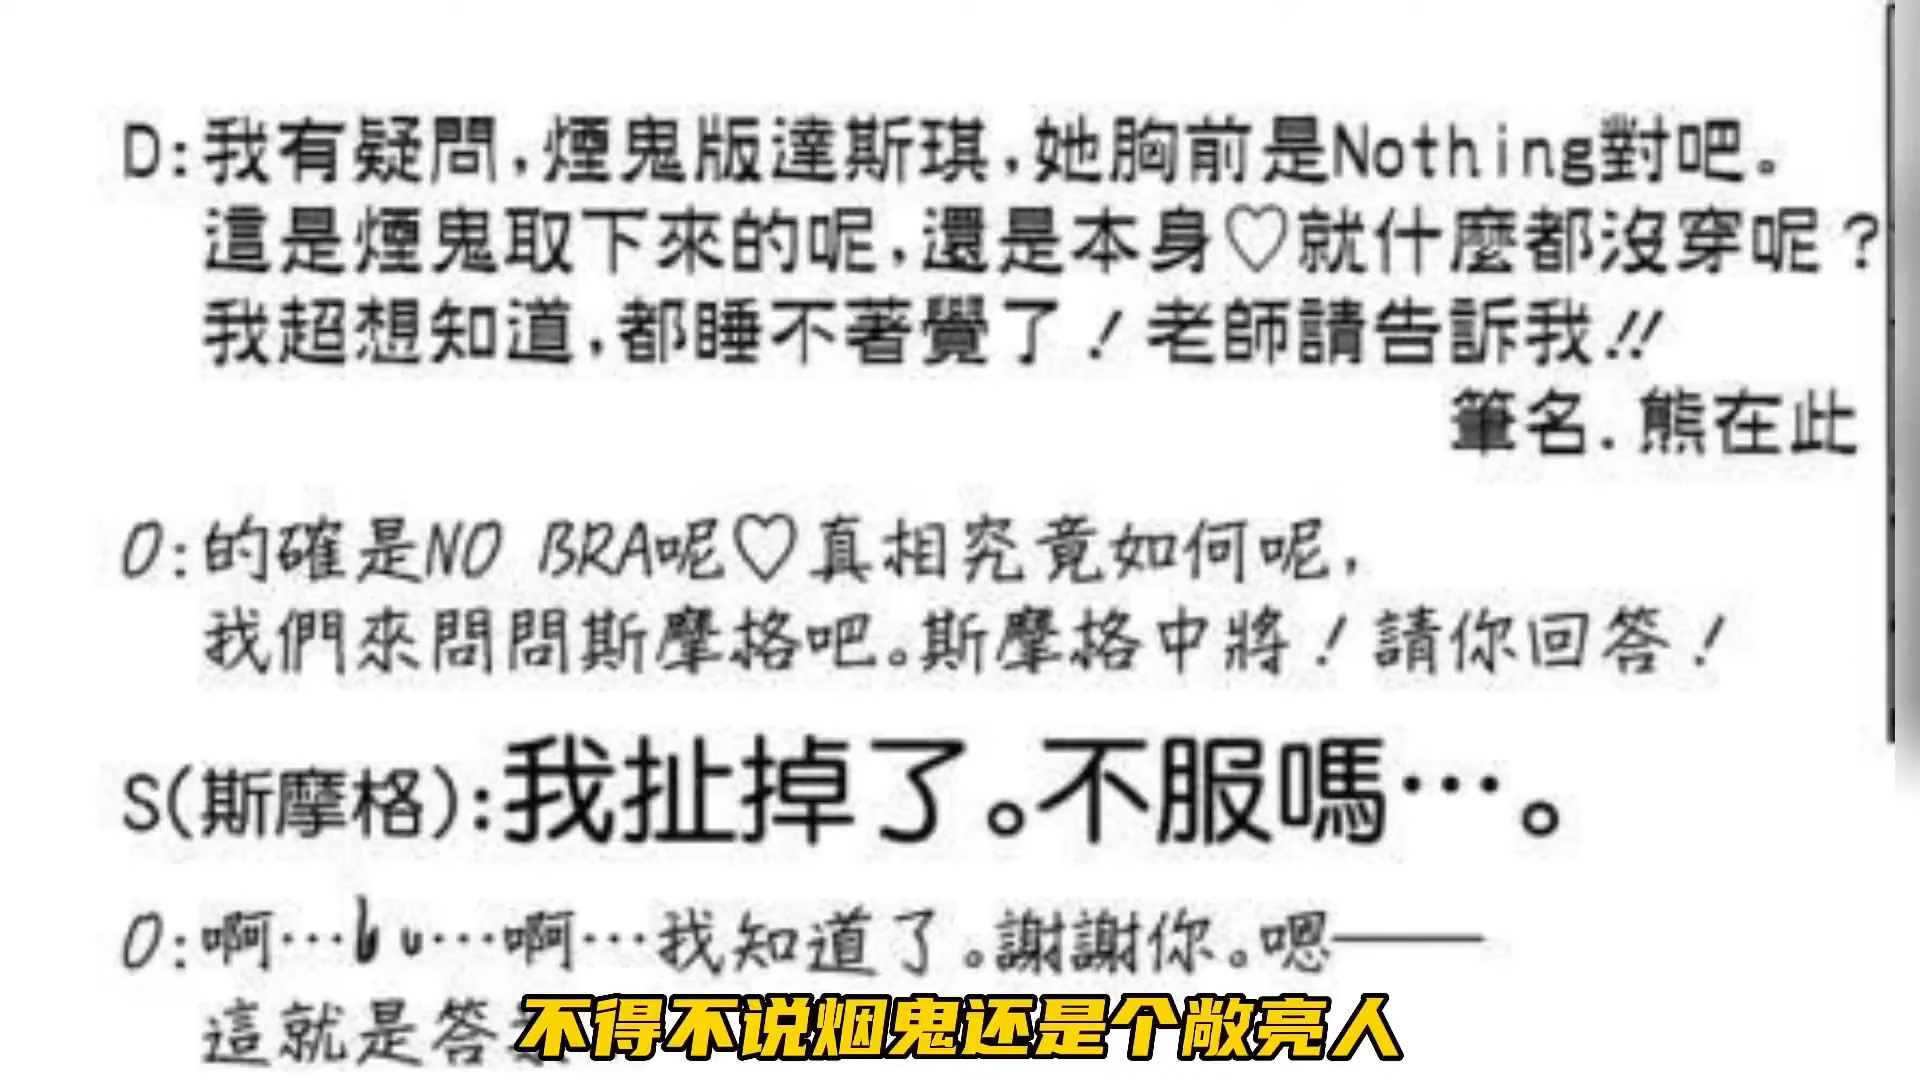 D:我有疑問,煙鬼版達斯琪,她胸前是Nothing對吧。
這是煙鬼取下來的呢,還是本身♡就什麼都沒穿呢?
我超想知道,都睡不著覺了!老師請告訴我!!
筆名.熊在此
O:的確是NO BRA呢♡真相究竟如何呢,
我們來問問斯摩格吧。斯摩格中將!請你回答!
S(斯摩格):我扯掉了。不服嗎…。
O:啊…bu…啊…我知道了。謝謝你。嗯——
這就是答
不得不说烟鬼还是个敞亮人